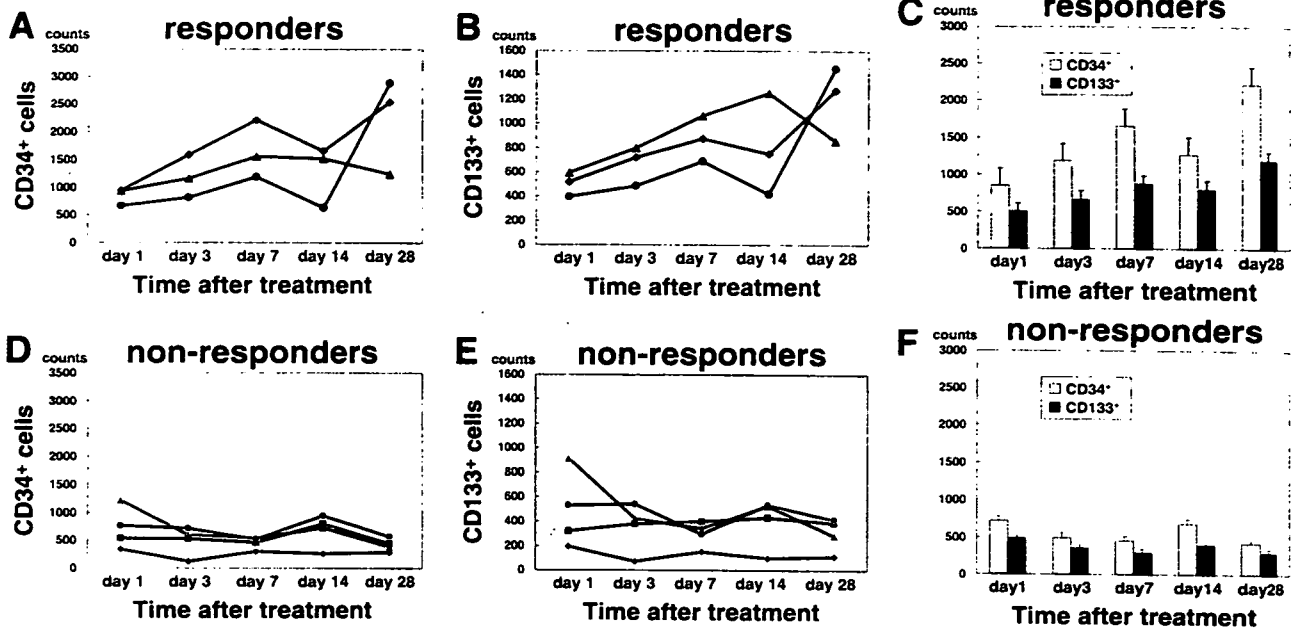 A counts responders
3500
3000
2500
2000
1500
1000
500
0
CD34+ cells
day 1 day 3 day 7 day 14 day 28
Time after treatment
B counts responders
1600
1400
1200
1000
800
600
400
200
0
CD133+ cells
day 1 day 3 day 7 day 14 day 28
Time after treatment
C counts responders
3000
2500
2000
1500
1000
500
0
CD34+
CD133+
day1 day3 day7 day14 day28
Time after treatment
D counts non-responders
3500
3000
2500
2000
1500
1000
500
0
CD34+ cells
day 1 day 3 day 7 day 14 day 28
Time after treatment
E counts non-responders
1600
1400
1200
1000
800
600
400
200
0
CD133+ cells
day 1 day 3 day 7 day 14 day 28
Time after treatment
F counts non-responders
3000
2500
2000
1500
1000
500
0
CD34+
CD133+
day1 day3 day7 day14 day28
Time after treatment